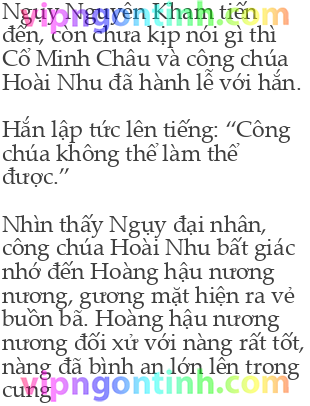 Ngụy Nguyên Kham tiến
vipngontinh.com
đến, còn chưa kịp nói gì thì
Cố Minh Châu và công chúa
Hoài Nhu đã hành lễ với hắn.
Hắn lập tức lên tiếng: “Công
chúa không thể làm thế
được.”
Nhìn thấy Ngụy đại nhân,
công chúa Hoài Nhu bất giác
nhớ đến Hoàng hậu nương
nương, gương mặt hiện ra vẻ
buồn bã. Hoàng hậu nương
nương đối xử với nàng rất tốt,
nàng đã bình an lớn lên trong
vipngontinh.com
cung